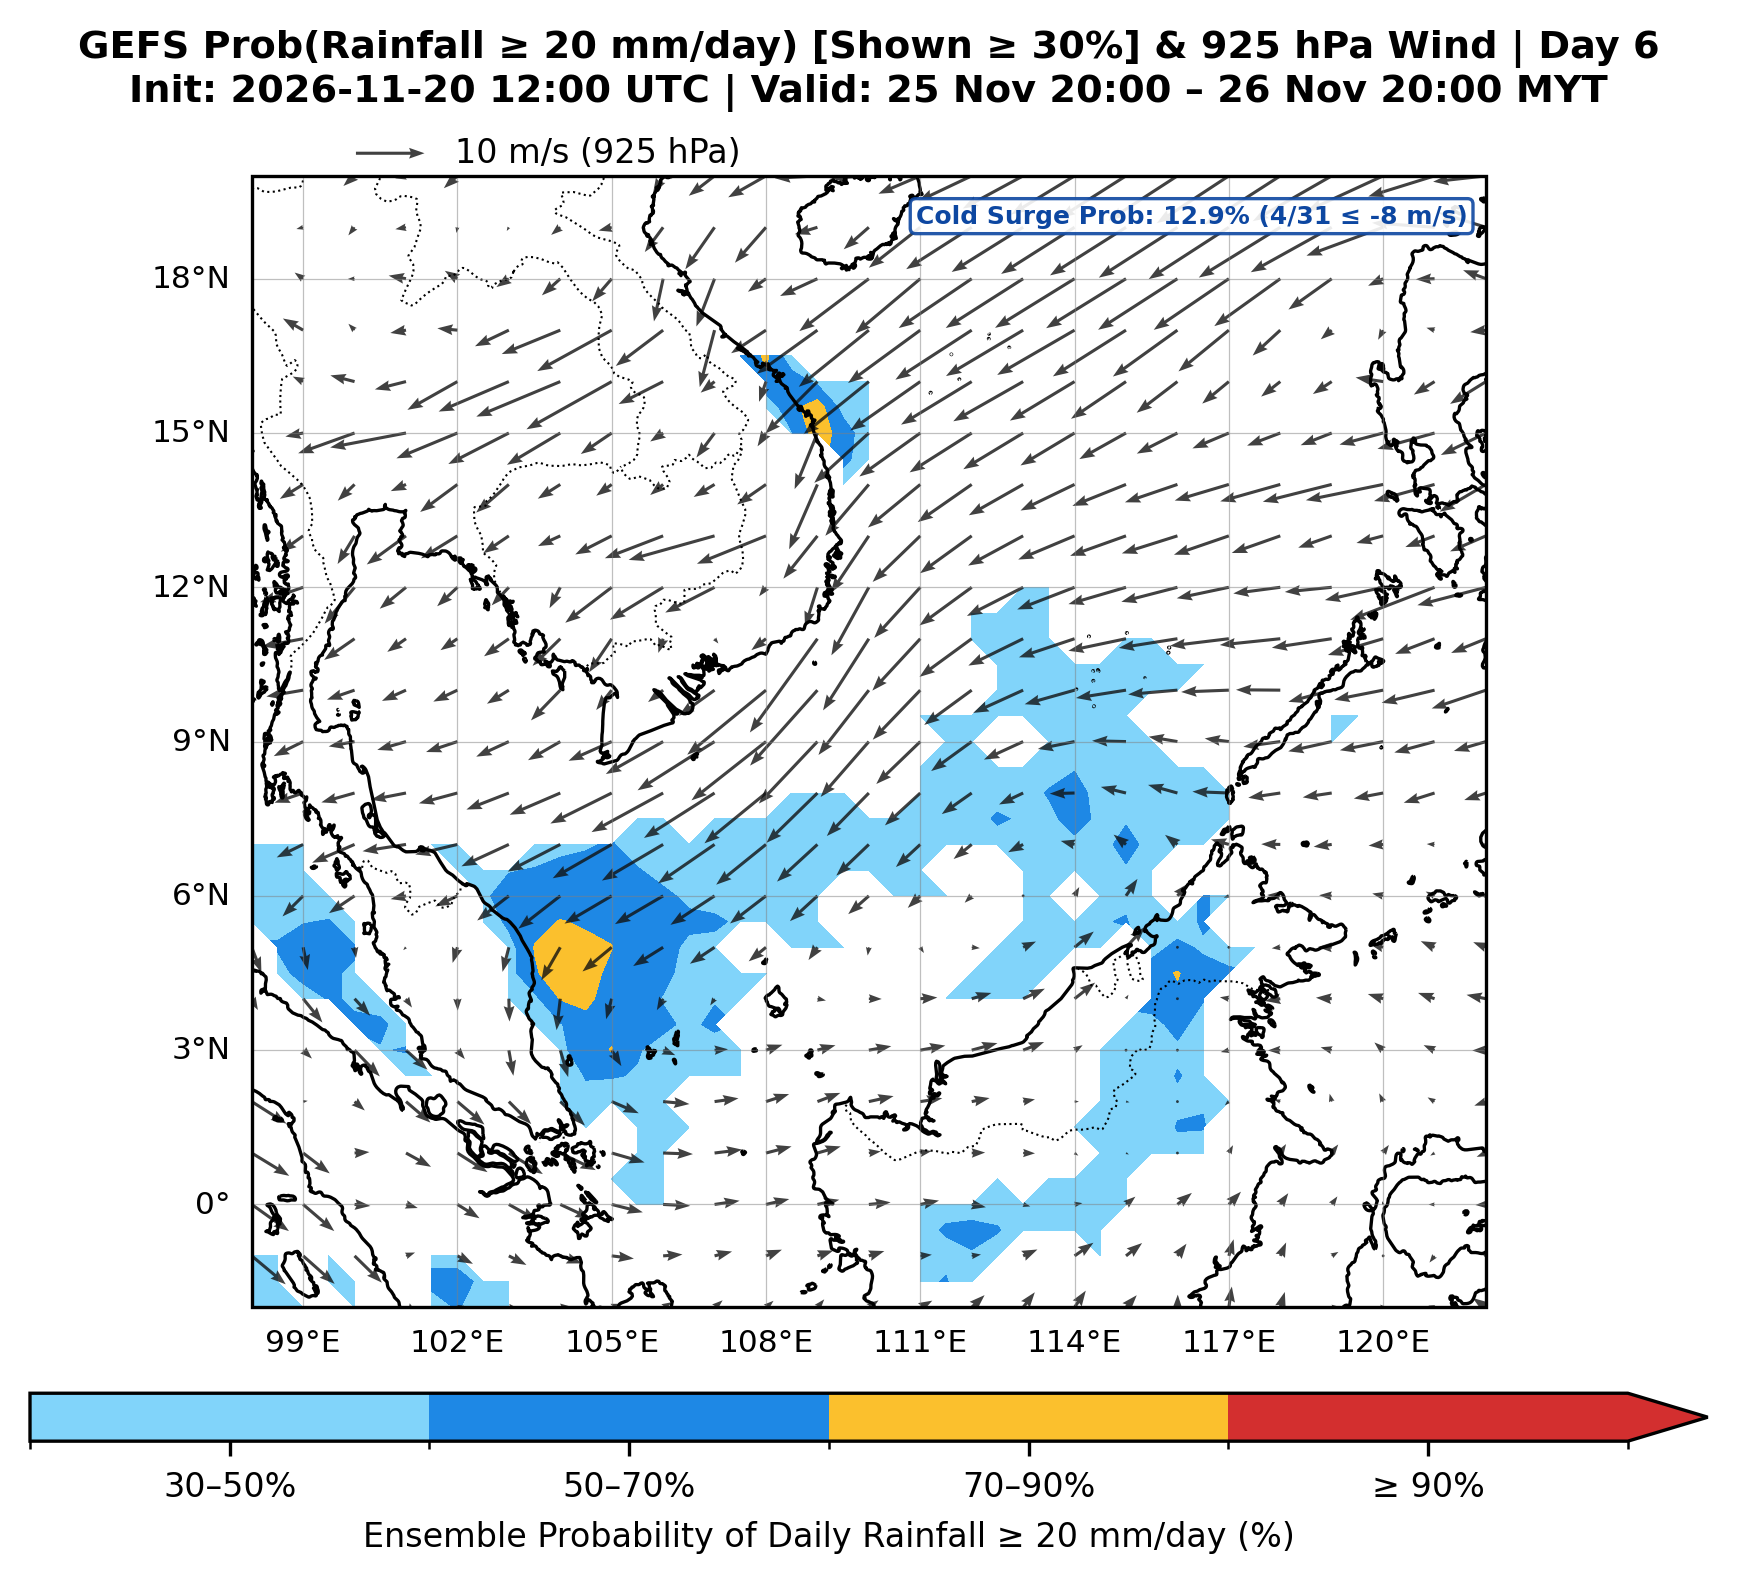 GEFS Prob(Rainfall ≥ 20 mm/day) [Shown ≥ 30%] & 925 hPa Wind | Day 6
Init: 2026-11-20 12:00 UTC | Valid: 25 Nov 20:00 – 26 Nov 20:00 MYT
10 m/s (925 hPa)
Cold Surge Prob: 12.9% (4/31 ≤ -8 m/s)
18°N
15°N
12°N
9°N
6°N
3°N
0°
99°E 102°E 105°E 108°E 111°E 114°E 117°E 120°E
30–50% 50–70% 70–90% ≥ 90%
Ensemble Probability of Daily Rainfall ≥ 20 mm/day (%)